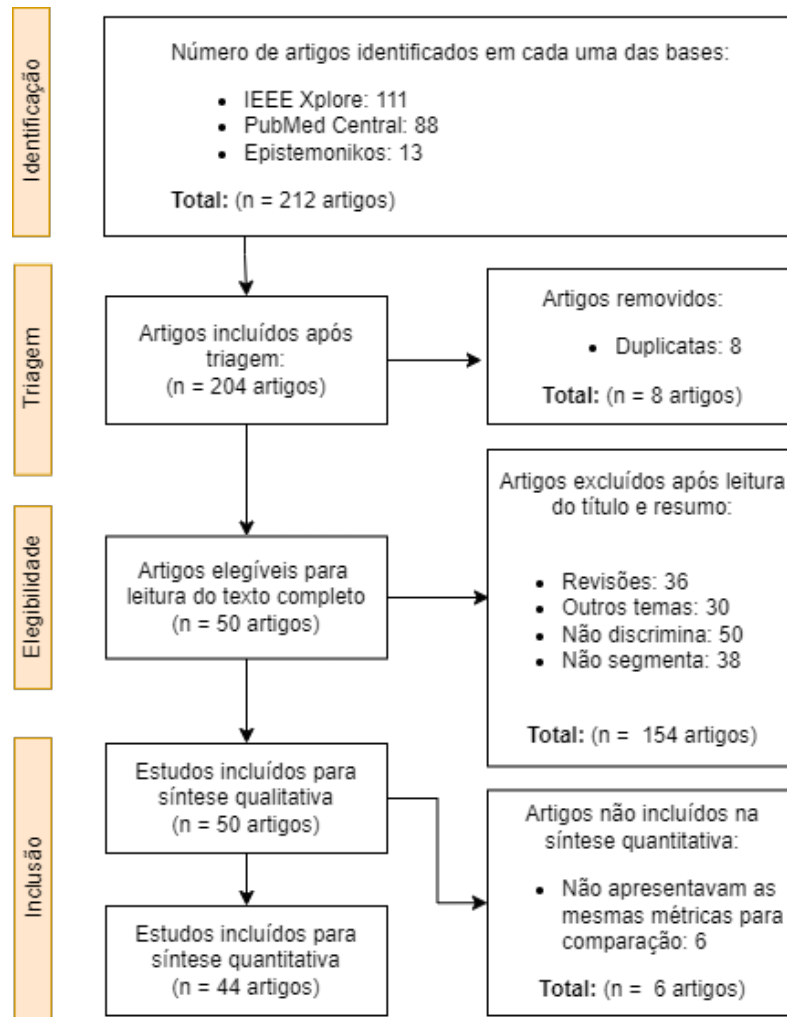 Identificação
Número de artigos identificados em cada uma das bases:
• IEEE Xplore: 111
• PubMed Central: 88
• Epistemonikos: 13
Total: (n = 212 artigos)
Triagem
Artigos incluídos após
triagem:
(n = 204 artigos)
Artigos removidos:
• Duplicatas: 8
Total: (n = 8 artigos)
Elegibilidade
Artigos elegíveis para
leitura do texto completo
(n = 50 artigos)
Artigos excluídos após leitura
do título e resumo:
• Revisões: 36
• Outros temas: 30
• Não discrimina: 50
• Não segmenta: 38
Total: (n = 154 artigos)
Inclusão
Estudos incluídos para
síntese qualitativa
(n = 50 artigos)
Artigos não incluídos na
síntese quantitativa:
• Não apresentavam as
mesmas métricas para
comparação: 6
Total: (n = 6 artigos)
Estudos incluídos para
síntese quantitativa
(n = 44 artigos)